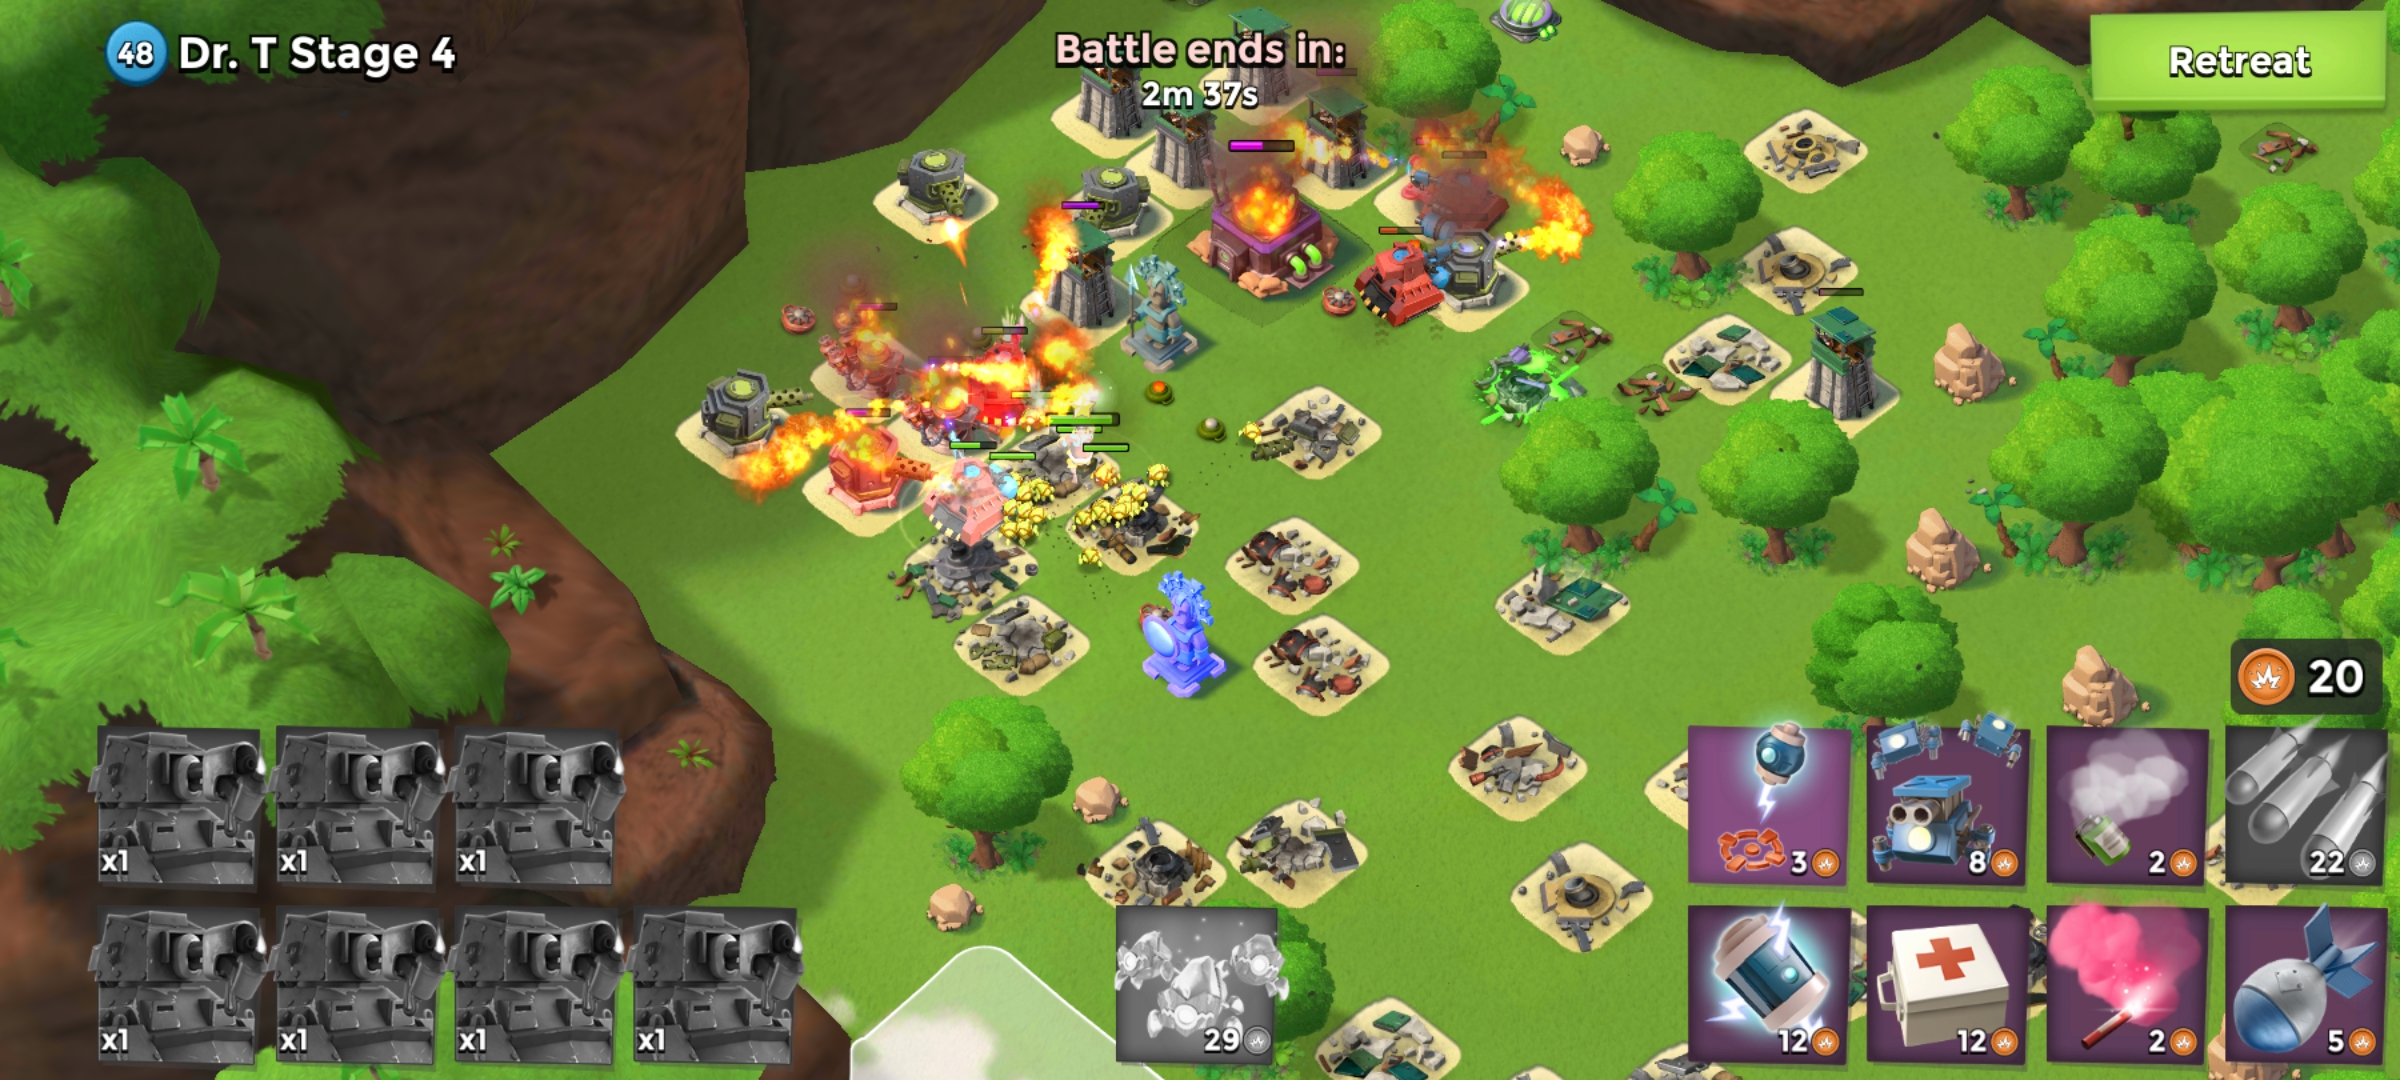 48 Dr. T Stage 4
Battle ends in:
2m 37s
Retreat
20
x1 x1 x1
3 8 2 22
x1 x1 x1 x1
29
12 12 2 5